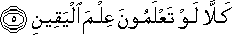 كَلَّا لَوْ تَعْلَمُونَ عِلْمَ ٱلْيَقِينِ ۝٥